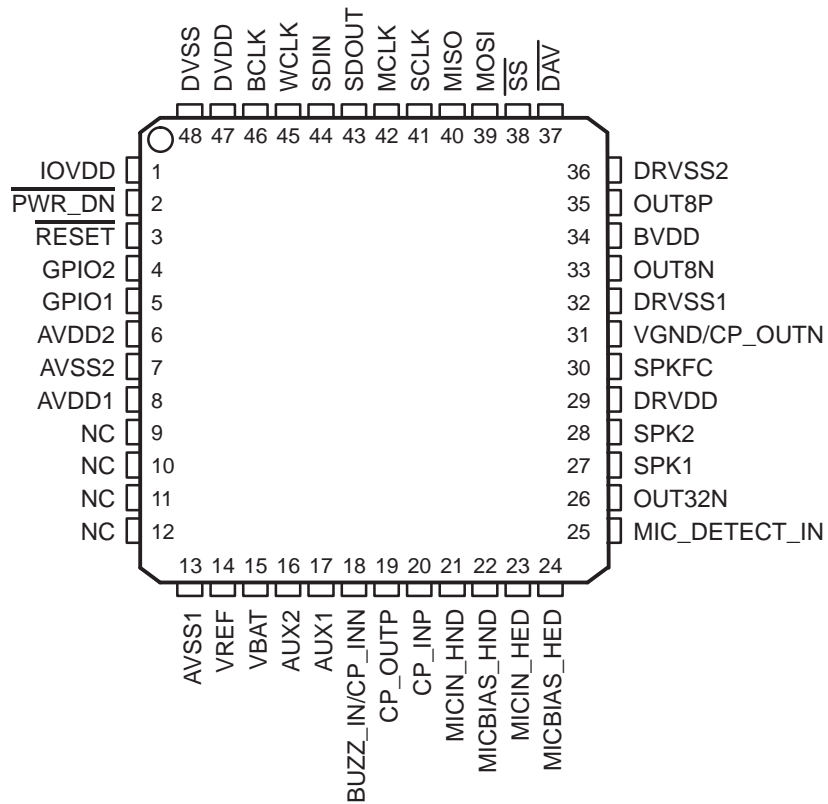 DVSS
DVDD
BCLK
WCLK
SDIN
SDOUT
MCLK
SCLK
MISO
MOSI
SS
DAV
48 47 46 45 44 43 42 41 40 39 38 37
IOVDD 1
PWR_DN 2
RESET 3
GPIO2 4
GPIO1 5
AVDD2 6
AVSS2 7
AVDD1 8
NC 9
NC 10
NC 11
NC 12
36 DRVSS2
35 OUT8P
34 BVDD
33 OUT8N
32 DRVSS1
31 VGND/CP_OUTN
30 SPKFC
29 DRVDD
28 SPK2
27 SPK1
26 OUT32N
25 MIC_DETECT_IN
13 14 15 16 17 18 19 20 21 22 23 24
AVSS1
VREF
VBAT
AUX2
AUX1
BUZZ_IN/CP_INN
CP_OUTP
CP_INP
MICIN_HND
MICBIAS_HND
MICIN_HED
MICBIAS_HED